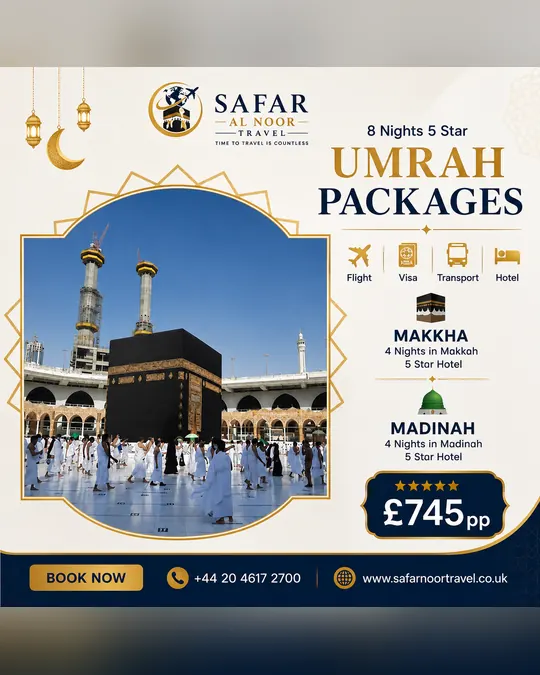 SAFAR
AL NOOR
TRAVEL
TIME TO TRAVEL IS COUNTLESS
8 Nights 5 Star
UMRAH
PACKAGES
Flight
Visa
Transport
Hotel
MAKKHA
4 Nights in Makkah
5 Star Hotel
MADINAH
4 Nights in Madinah
5 Star Hotel
£745pp
BOOK NOW
+44 20 4617 2700
www.safarnoortravel.co.uk